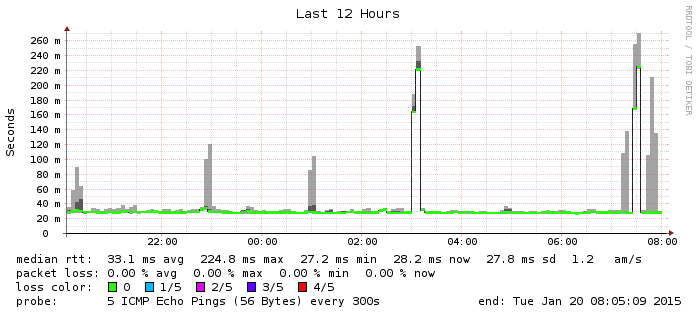 Last 12 Hours
RRDTOOL / TOBI OETIKER
Seconds
260 m
240 m
220 m
200 m
180 m
160 m
140 m
120 m
100 m
80 m
60 m
40 m
20 m
0
22:00 00:00 02:00 04:00 06:00 08:00
median rtt: 33.1 ms avg 224.8 ms max 27.2 ms min 28.2 ms now 27.8 ms sd 1.2 am/s
packet loss: 0.00 % avg 0.00 % max 0.00 % min 0.00 % now
loss color: 0 1/5 2/5 3/5 4/5
probe: 5 ICMP Echo Pings (56 Bytes) every 300s end: Tue Jan 20 08:05:09 2015